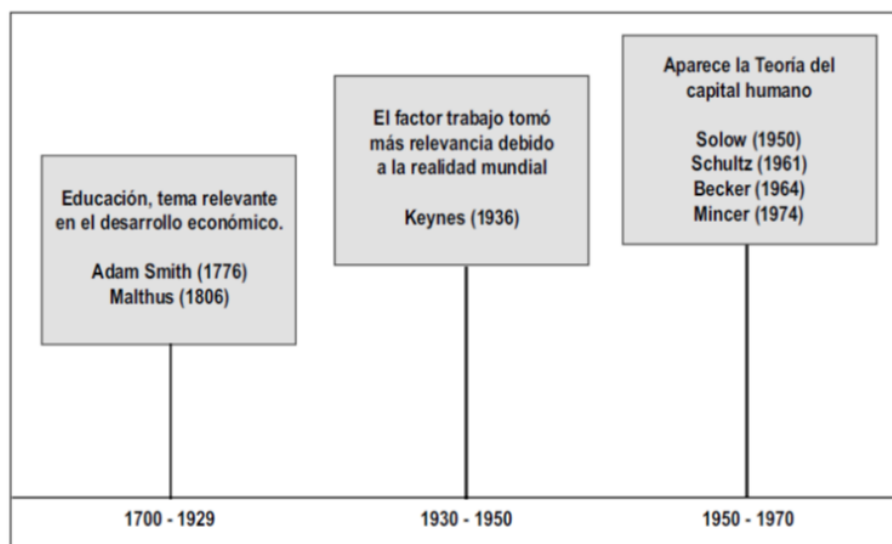 Educación, tema relevante
en el desarrollo económico.
Adam Smith (1776)
Malthus (1806)
El factor trabajo tomó
más relevancia debido
a la realidad mundial
Keynes (1936)
Aparece la Teoría del
capital humano
Solow (1950)
Schultz (1961)
Becker (1964)
Mincer (1974)
1700 - 1929
1930 - 1950
1950 - 1970